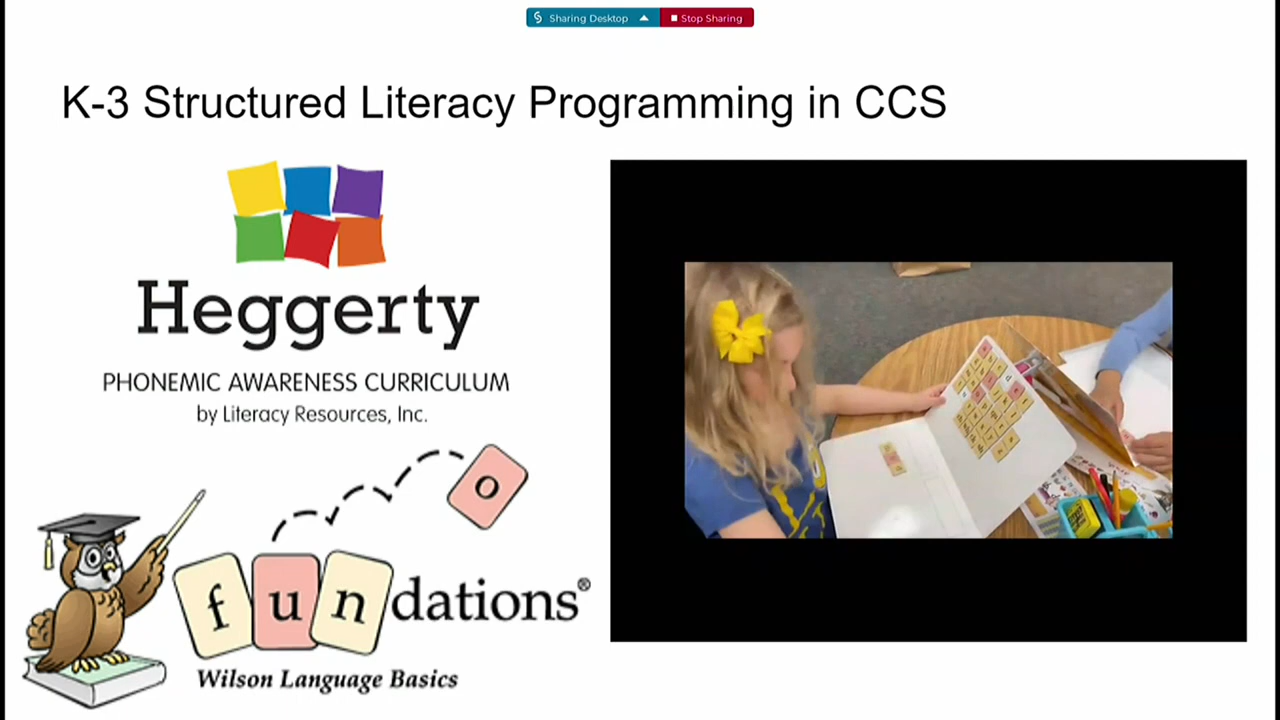 Sharing Desktop
Stop Sharing
K-3 Structured Literacy Programming in CCS
Heggerty
PHONEMIC AWARENESS CURRICULUM
by Literacy Resources, Inc.
o
fundations®
Wilson Language Basics